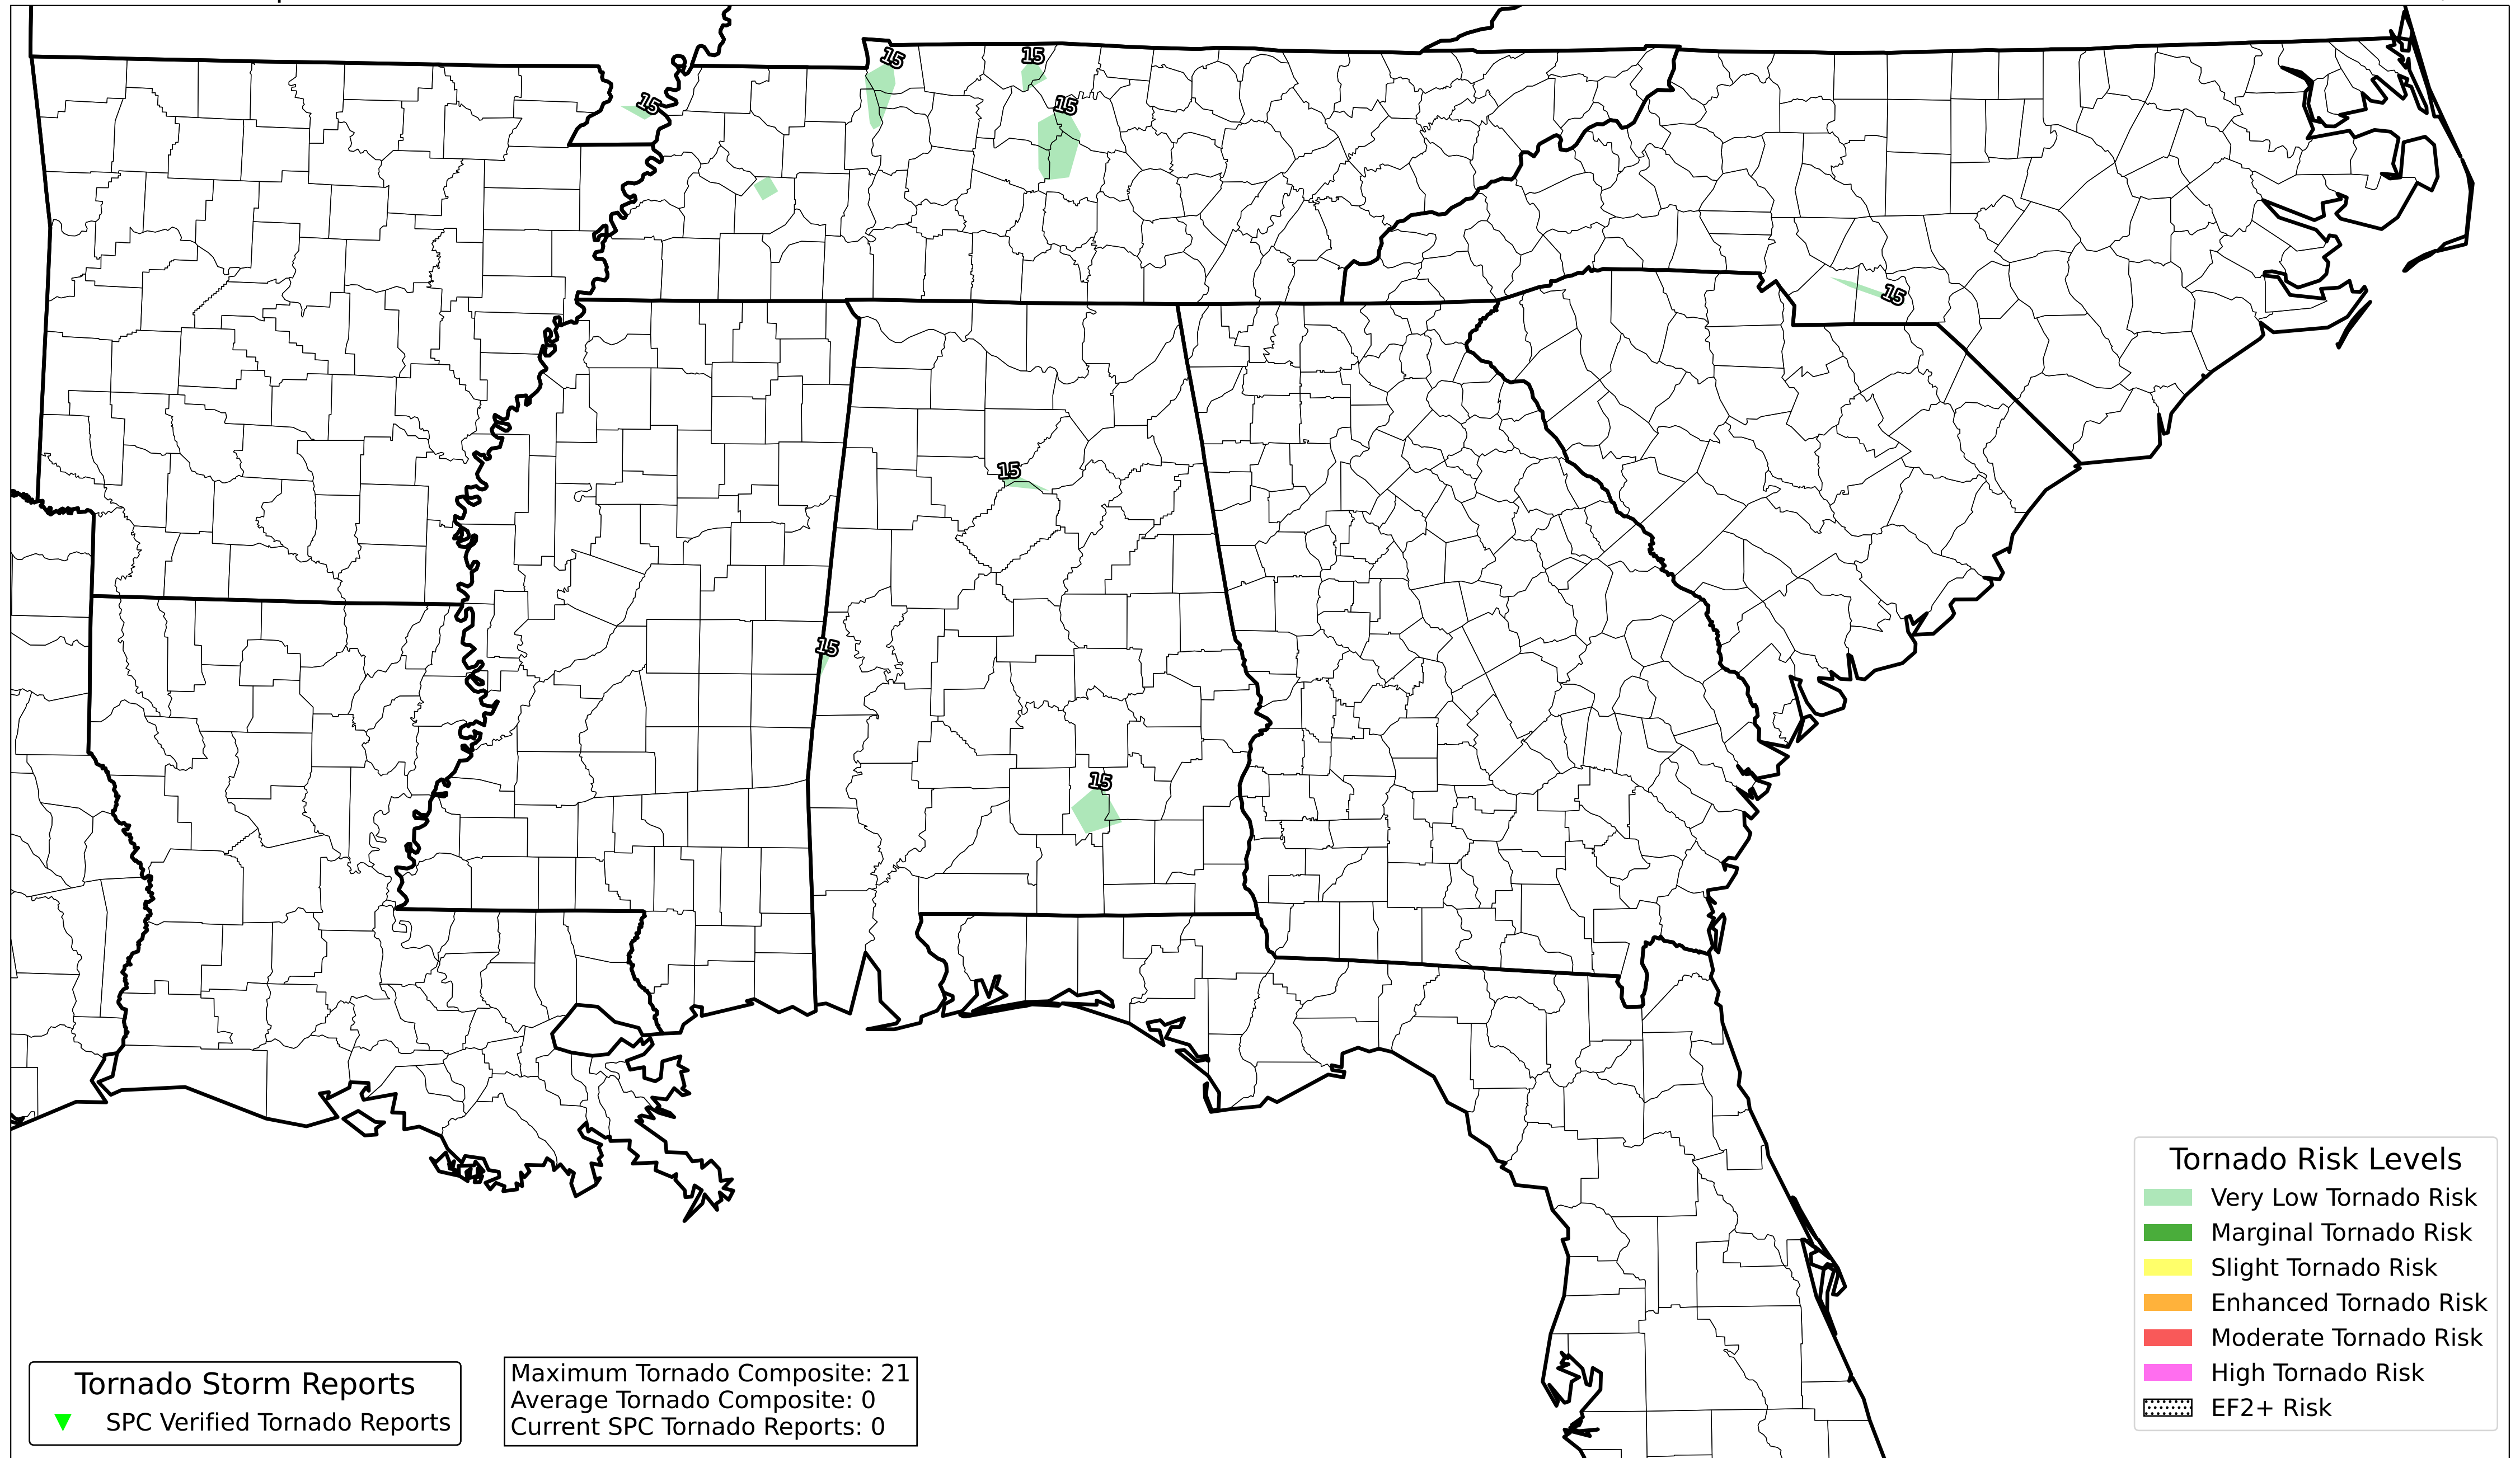 15
15
15
15
15
15
15
15
Tornado Risk Levels
Very Low Tornado Risk
Marginal Tornado Risk
Slight Tornado Risk
Enhanced Tornado Risk
Moderate Tornado Risk
High Tornado Risk
EF2+ Risk
Tornado Storm Reports
SPC Verified Tornado Reports
Maximum Tornado Composite: 21
Average Tornado Composite: 0
Current SPC Tornado Reports: 0